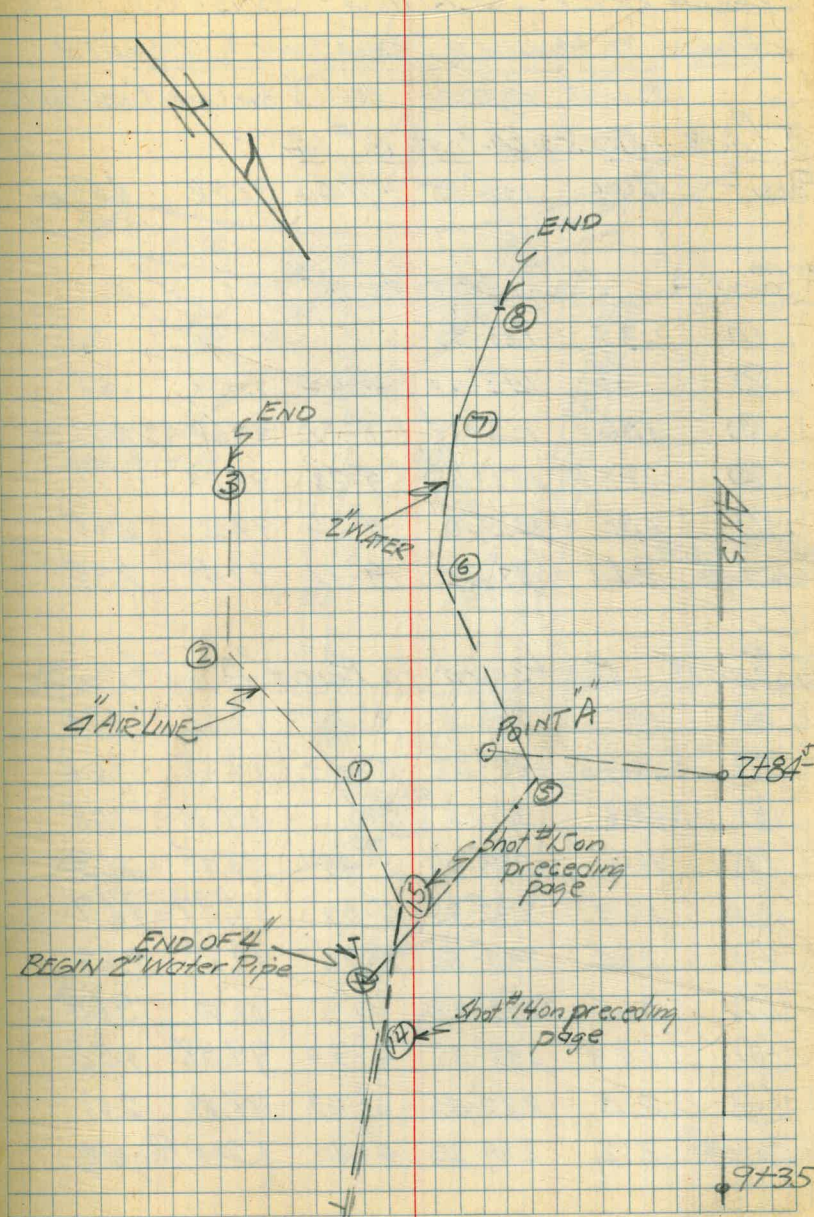 N
END
8
END
7
3
2" WATER
AXIS
6
2
4" AIR LINE
POINT "A"
1
2+84⁵
5
15
Shot #15 on
preceding
page
END OF 4"
BEGIN 2" Water Pipe
4
14
Shot #14 on preceding
page
9+35